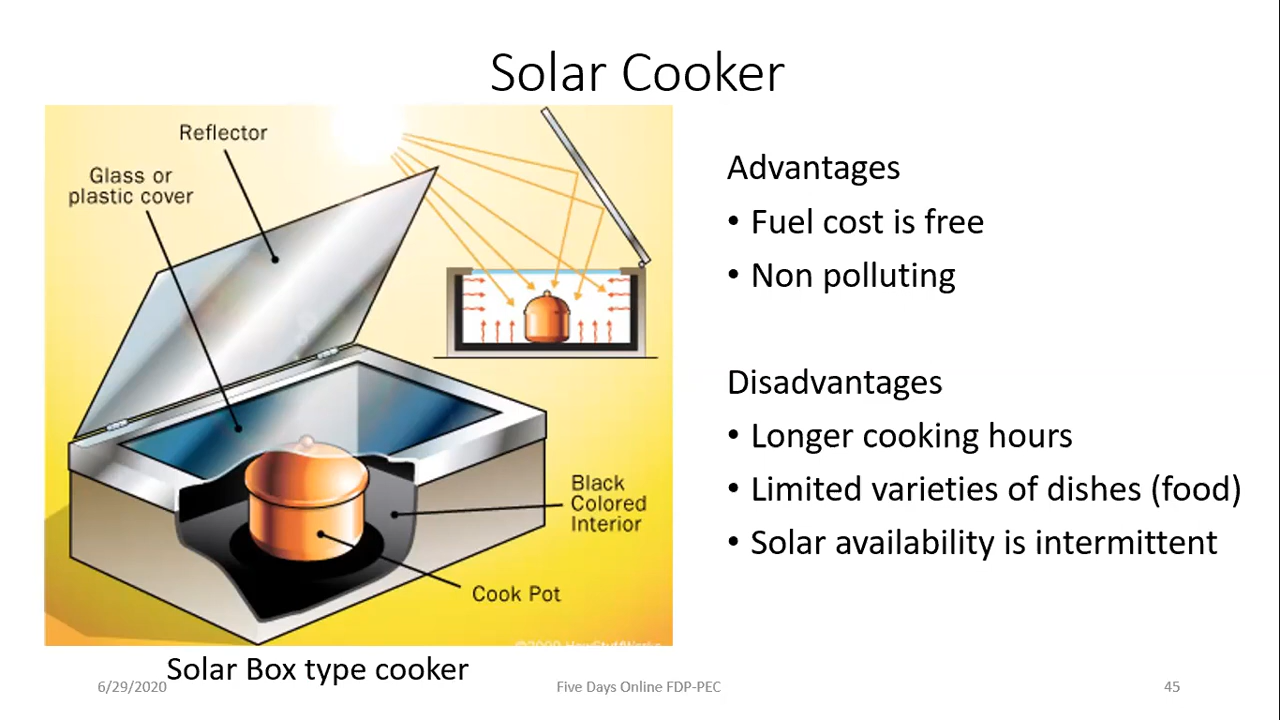 Solar Cooker
Reflector
Glass or
plastic cover
Black
Colored
Interior
Cook Pot
Solar Box type cooker
Advantages
• Fuel cost is free
• Non polluting
Disadvantages
• Longer cooking hours
• Limited varieties of dishes (food)
• Solar availability is intermittent
6/29/2020
Five Days Online FDP-PEC
45